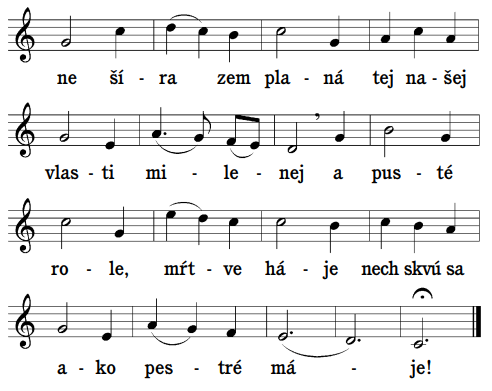 ne ší - ra zem pla - ná tej na - šej
vlas - ti mi - le - nej a pus - té
ro - le, mŕt - ve há - je nech skvú sa
a - ko pes - tré má - je!